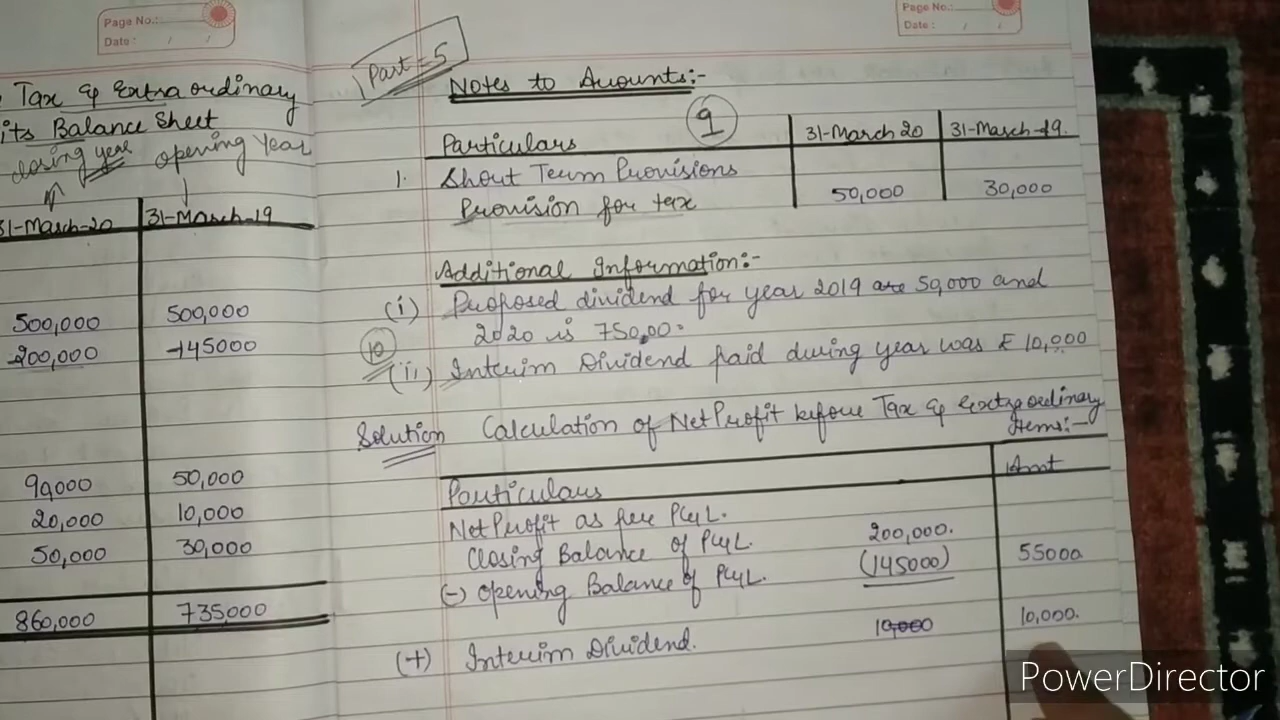 Page No.:
Date : / /
Tax & Extraordinary
its Balance Sheet
closing year opening Year
31-March-20 31-March-19
500,000 500,000
200,000 145000
90,000 50,000
20,000 10,000
50,000 30,000
860,000 735,000
Page No.:
Date : / /
Part-5
Notes to Accounts:-
9
Particulars 31-March 20 31-March-19.
1. Short Term Provisions
Provision for tax 50,000 30,000
Additional Information:-
(i) Proposed dividend for year 2019 are 50,000 and
2020 is 750,00.
10
(ii) Interim Dividend paid during year was ₹ 10,000
Solution Calculation of Net Profit before Tax & Extraordinary
Items:-
Particulars Amt
Net Profit as per P&L.
Closing Balance of P&L. 200,000.
(-) Opening Balance of P&L. (145000) 55000
(+) Interim Dividend. 10,000 10,000.
PowerDirector